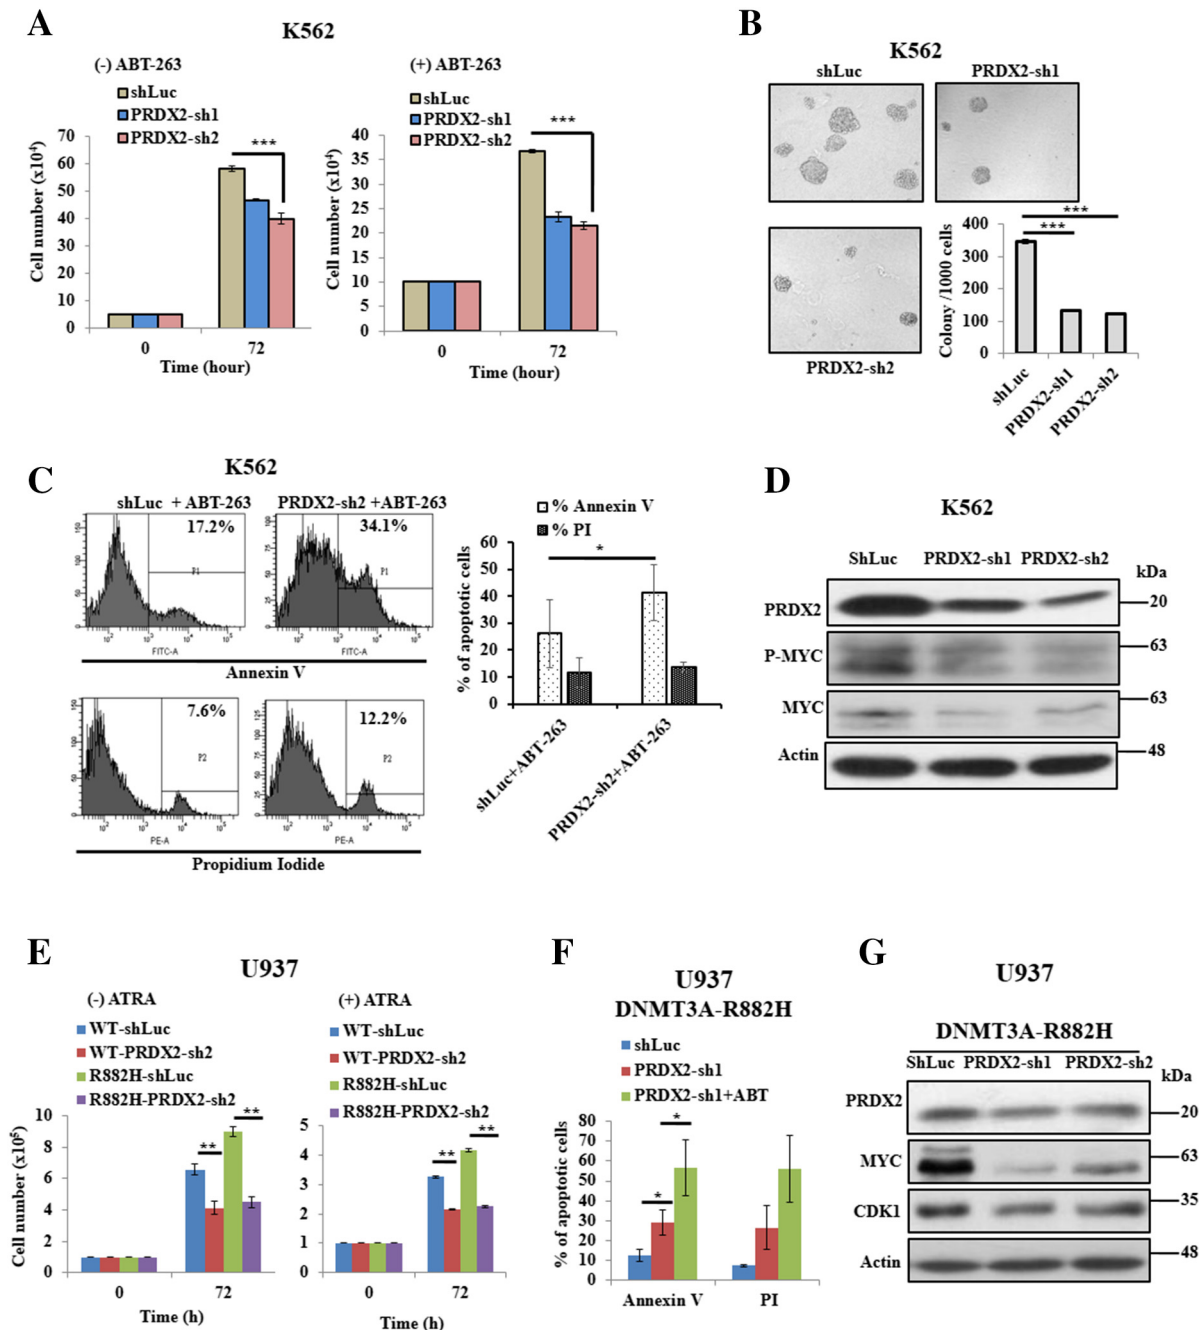 A
K562
(-) ABT-263
shLuc
PRDX2-sh1
PRDX2-sh2
Cell number (x10⁴)
70
60
50
40
30
20
10
0
***
0 72
Time (hour)
(+) ABT-263
shLuc
PRDX2-sh1
PRDX2-sh2
Cell number (x10⁴)
40
35
30
25
20
15
10
5
0
***
0 72
Time (hour)
B
K562
shLuc PRDX2-sh1
PRDX2-sh2
Colony /1000 cells
400
300
200
100
0
***
***
shLuc
PRDX2-sh1
PRDX2-sh2
C
K562
shLuc + ABT-263 PRDX2-sh2 +ABT-263
17.2% 34.1%
P1 P1
FITC-A FITC-A
Annexin V
7.6% 12.2%
P2 P2
PE-A PE-A
Propidium Iodide
% Annexin V
% PI
% of apoptotic cells
60
50
40
30
20
10
0
*
shLuc+ABT-263
PRDX2-sh2+ABT-263
D
K562
ShLuc PRDX2-sh1 PRDX2-sh2
kDa
PRDX2 20
P-MYC 63
MYC 63
Actin 48
E
U937
(-) ATRA
WT-shLuc
WT-PRDX2-sh2
R882H-shLuc
R882H-PRDX2-sh2
Cell number (x10⁵)
10
8
6
4
2
0
**
**
0 72
Time (h)
(+) ATRA
WT-shLuc
WT-PRDX2-sh2
R882H-shLuc
R882H-PRDX2-sh2
5
4
3
2
1
0
**
**
0 72
Time (h)
F
U937
DNMT3A-R882H
shLuc
PRDX2-sh1
PRDX2-sh1+ABT
% of apoptotic cells
80
70
60
50
40
30
20
10
0
*
*
Annexin V PI
G
U937
DNMT3A-R882H
ShLuc PRDX2-sh1 PRDX2-sh2
kDa
PRDX2 20
MYC 63
CDK1 35
Actin 48